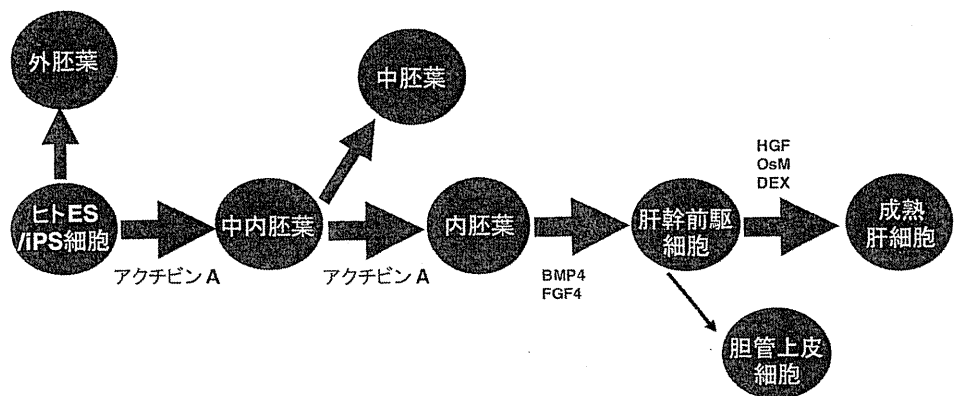 外胚葉
中胚葉
ヒトES
/iPS細胞
アクチビンA
中内胚葉
アクチビンA
内胚葉
BMP4
FGF4
肝幹前駆
細胞
HGF
OsM
DEX
成熟
肝細胞
胆管上皮
細胞